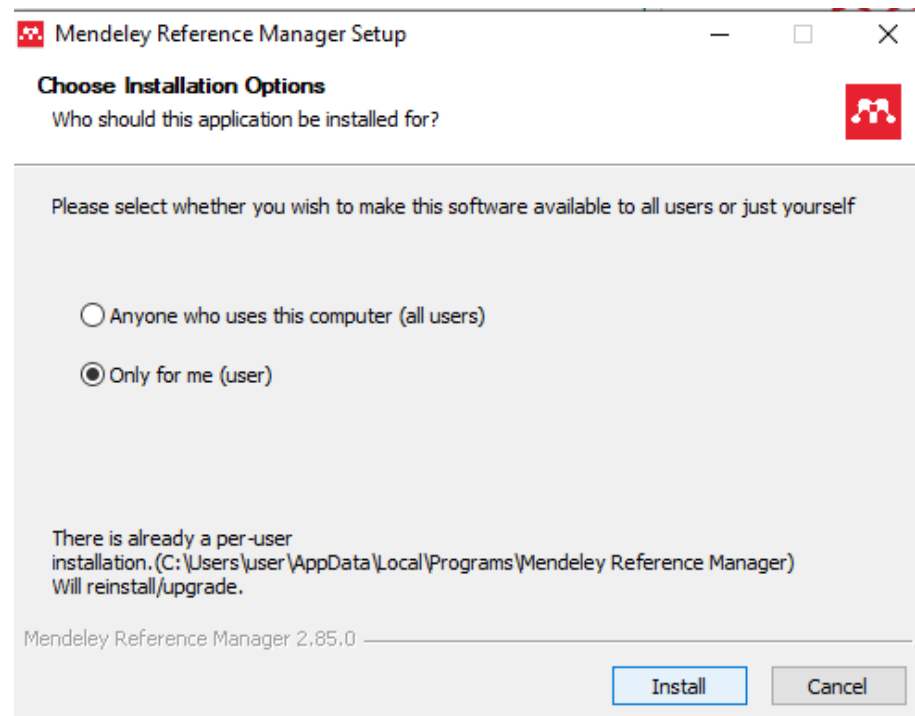 Mendeley Reference Manager Setup
Choose Installation Options
Who should this application be installed for?
Please select whether you wish to make this software available to all users or just yourself
Anyone who uses this computer (all users)
Only for me (user)
There is already a per-user
installation.(C:\Users\user\AppData\Local\Programs\Mendeley Reference Manager)
Will reinstall/upgrade.
Mendeley Reference Manager 2.85.0
Install Cancel